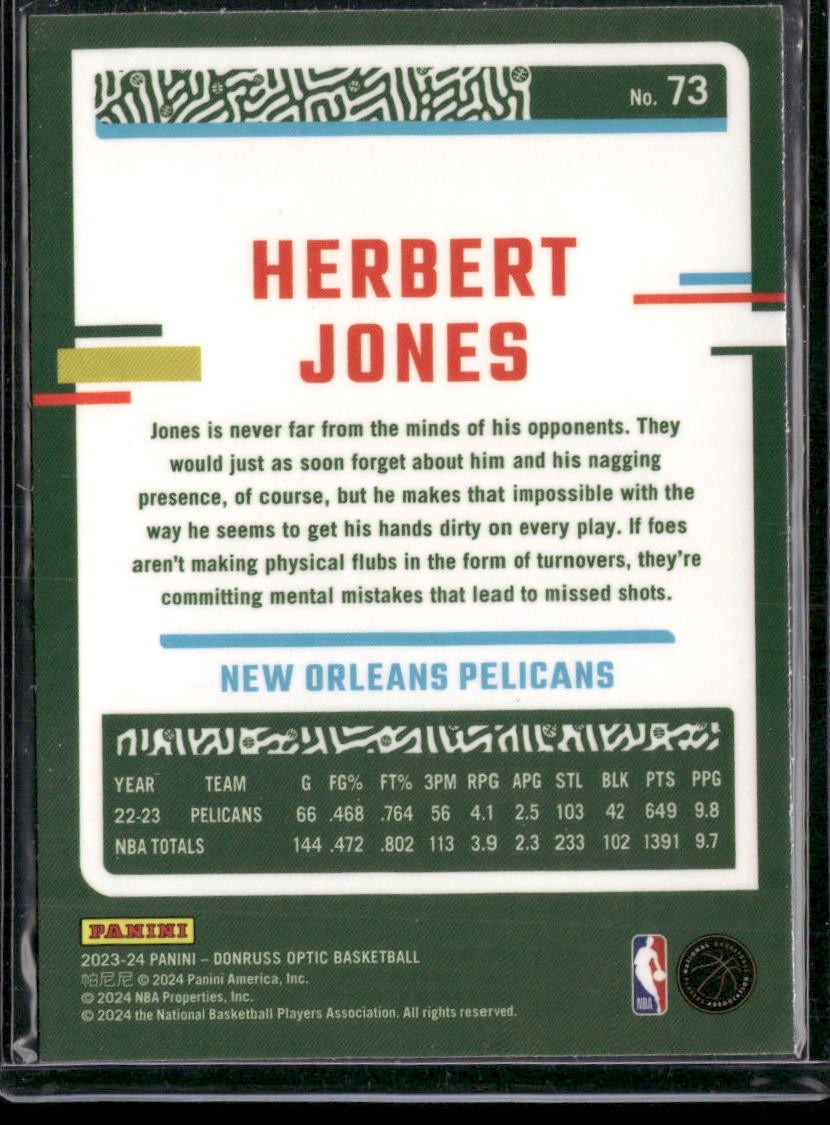 No. 73
HERBERT
JONES
Jones is never far from the minds of his opponents. They
would just as soon forget about him and his nagging
presence, of course, but he makes that impossible with the
way he seems to get his hands dirty on every play. If foes
aren't making physical flubs in the form of turnovers, they're
committing mental mistakes that lead to missed shots.
NEW ORLEANS PELICANS
YEAR TEAM G FG% FT% 3PM RPG APG STL BLK PTS PPG
22-23 PELICANS 66 .468 .764 56 4.1 2.5 103 42 649 9.8
NBA TOTALS 144 .472 .802 113 3.9 2.3 233 102 1391 9.7
PANINI
2023-24 PANINI – DONRUSS OPTIC BASKETBALL
帕尼尼 © 2024 Panini America, Inc.
© 2024 NBA Properties, Inc.
© 2024 the National Basketball Players Association. All rights reserved.
NBA
NATIONAL BASKETBALL PLAYERS ASSOCIATION